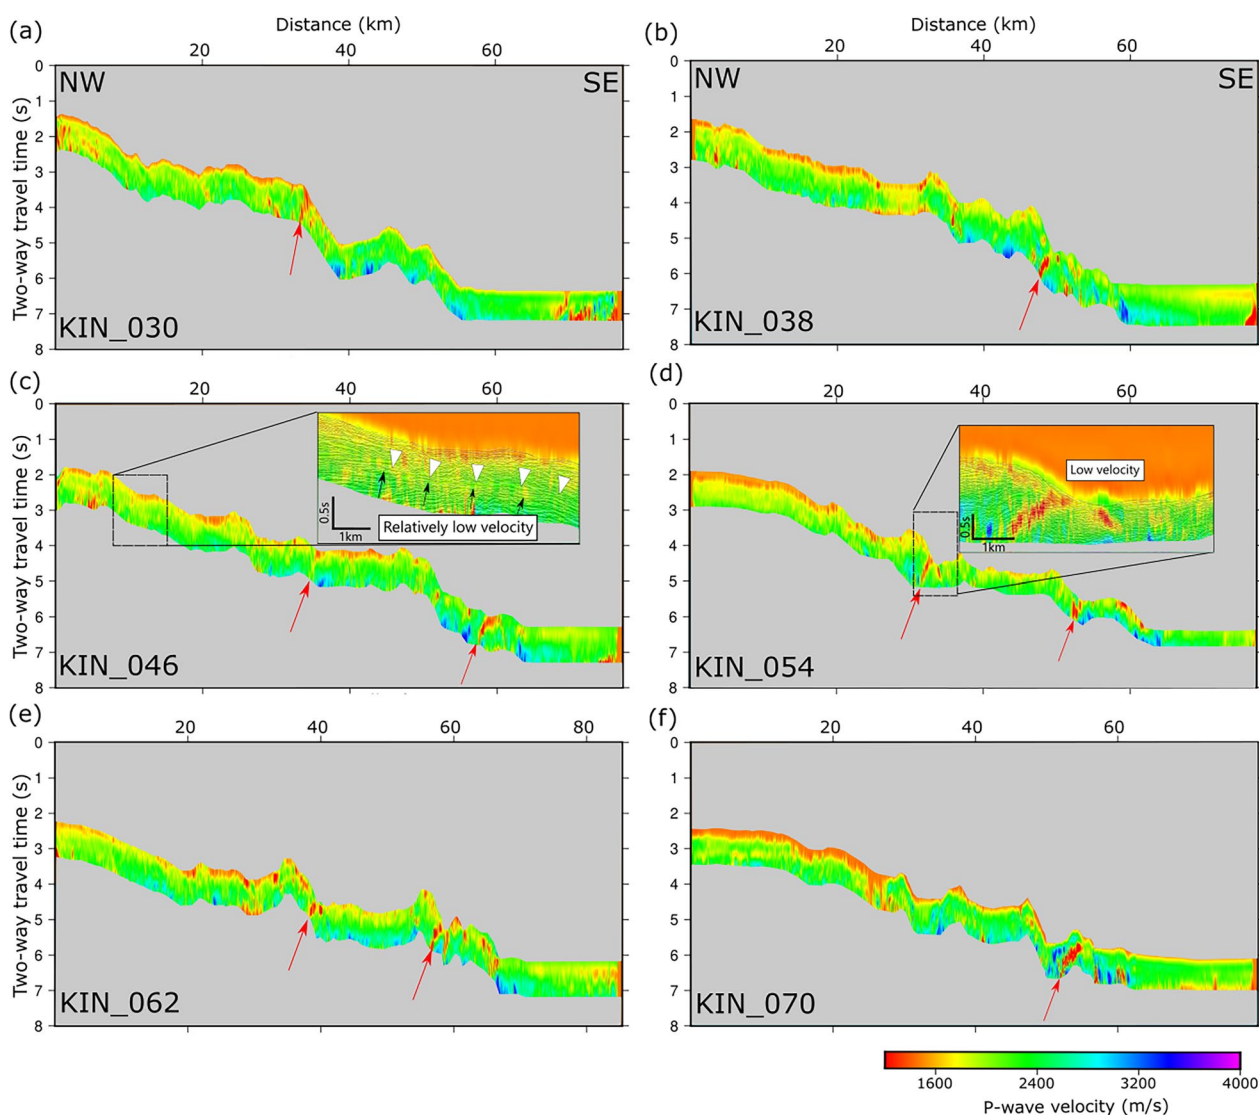 (a)
Distance (km)
20 40 60
0
1
2
3
4
5
6
7
8
Two-way travel time (s)
NW SE
KIN_030
(b)
Distance (km)
20 40 60
0
1
2
3
4
5
6
7
8
NW SE
KIN_038
(c)
20 40 60
0
1
2
3
4
5
6
7
8
Two-way travel time (s)
0.5s
1km
Relatively low velocity
KIN_046
(d)
20 40 60
0
1
2
3
4
5
6
7
8
Low velocity
0.5s
1km
KIN_054
(e)
20 40 60 80
0
1
2
3
4
5
6
7
8
Two-way travel time (s)
KIN_062
(f)
20 40 60
0
1
2
3
4
5
6
7
8
KIN_070
1600 2400 3200 4000
P-wave velocity (m/s)